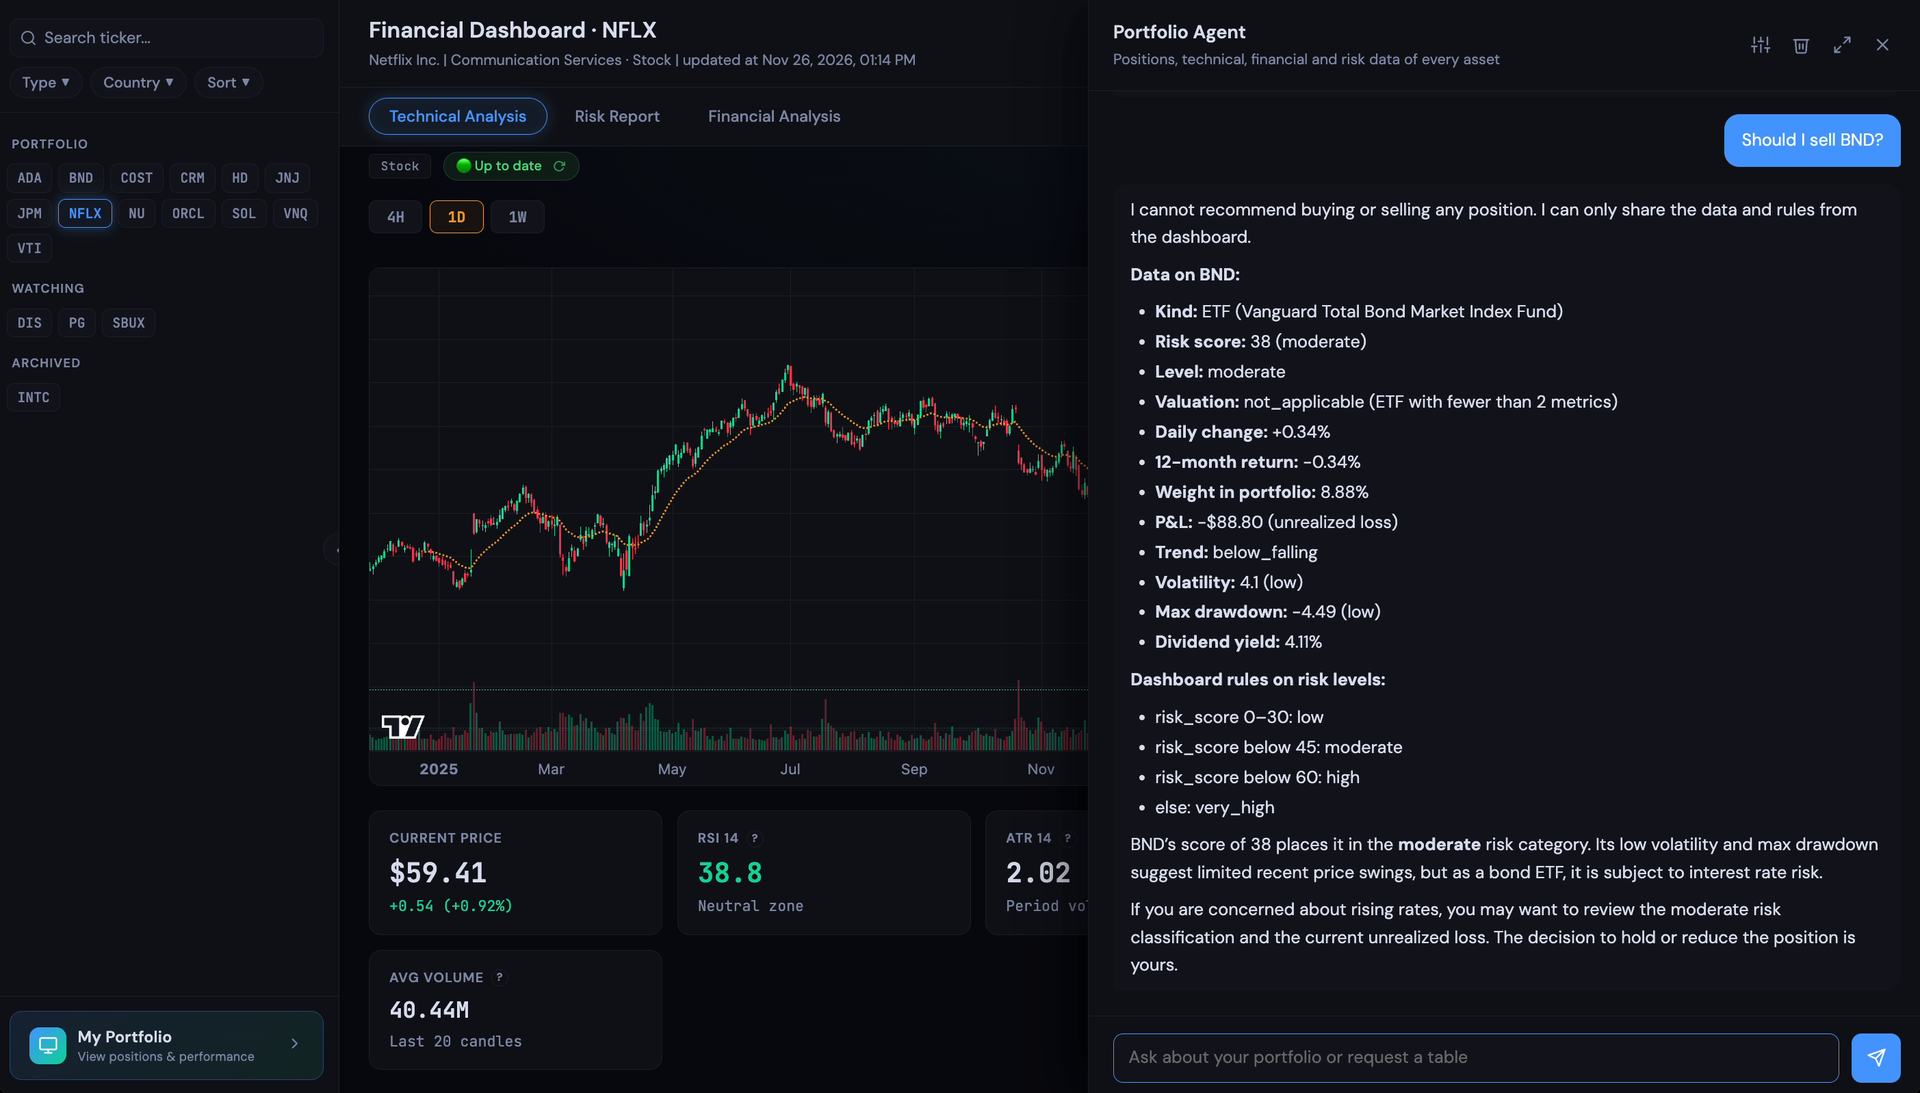 Search ticker...
Type ▾ Country ▾ Sort ▾
PORTFOLIO
ADA BND COST CRM HD JNJ
JPM NFLX NU ORCL SOL VNQ
VTI
WATCHING
DIS PG SBUX
ARCHIVED
INTC
My Portfolio
View positions & performance
Financial Dashboard · NFLX
Netflix Inc. | Communication Services · Stock | updated at Nov 26, 2026, 01:14 PM
Technical Analysis Risk Report Financial Analysis
Stock Up to date
4H 1D 1W
2025 Mar May Jul Sep Nov
CURRENT PRICE
$59.41
+0.54 (+0.92%)
RSI 14 ?
38.8
Neutral zone
ATR 14 ?
2.02
Period vo
AVG VOLUME ?
40.44M
Last 20 candles
Portfolio Agent
Positions, technical, financial and risk data of every asset
Should I sell BND?
I cannot recommend buying or selling any position. I can only share the data and rules from
the dashboard.
Data on BND:
• Kind: ETF (Vanguard Total Bond Market Index Fund)
• Risk score: 38 (moderate)
• Level: moderate
• Valuation: not_applicable (ETF with fewer than 2 metrics)
• Daily change: +0.34%
• 12-month return: -0.34%
• Weight in portfolio: 8.88%
• P&L: -$88.80 (unrealized loss)
• Trend: below_falling
• Volatility: 4.1 (low)
• Max drawdown: -4.49 (low)
• Dividend yield: 4.11%
Dashboard rules on risk levels:
• risk_score 0–30: low
• risk_score below 45: moderate
• risk_score below 60: high
• else: very_high
BND’s score of 38 places it in the moderate risk category. Its low volatility and max drawdown
suggest limited recent price swings, but as a bond ETF, it is subject to interest rate risk.
If you are concerned about rising rates, you may want to review the moderate risk
classification and the current unrealized loss. The decision to hold or reduce the position is
yours.
Ask about your portfolio or request a table